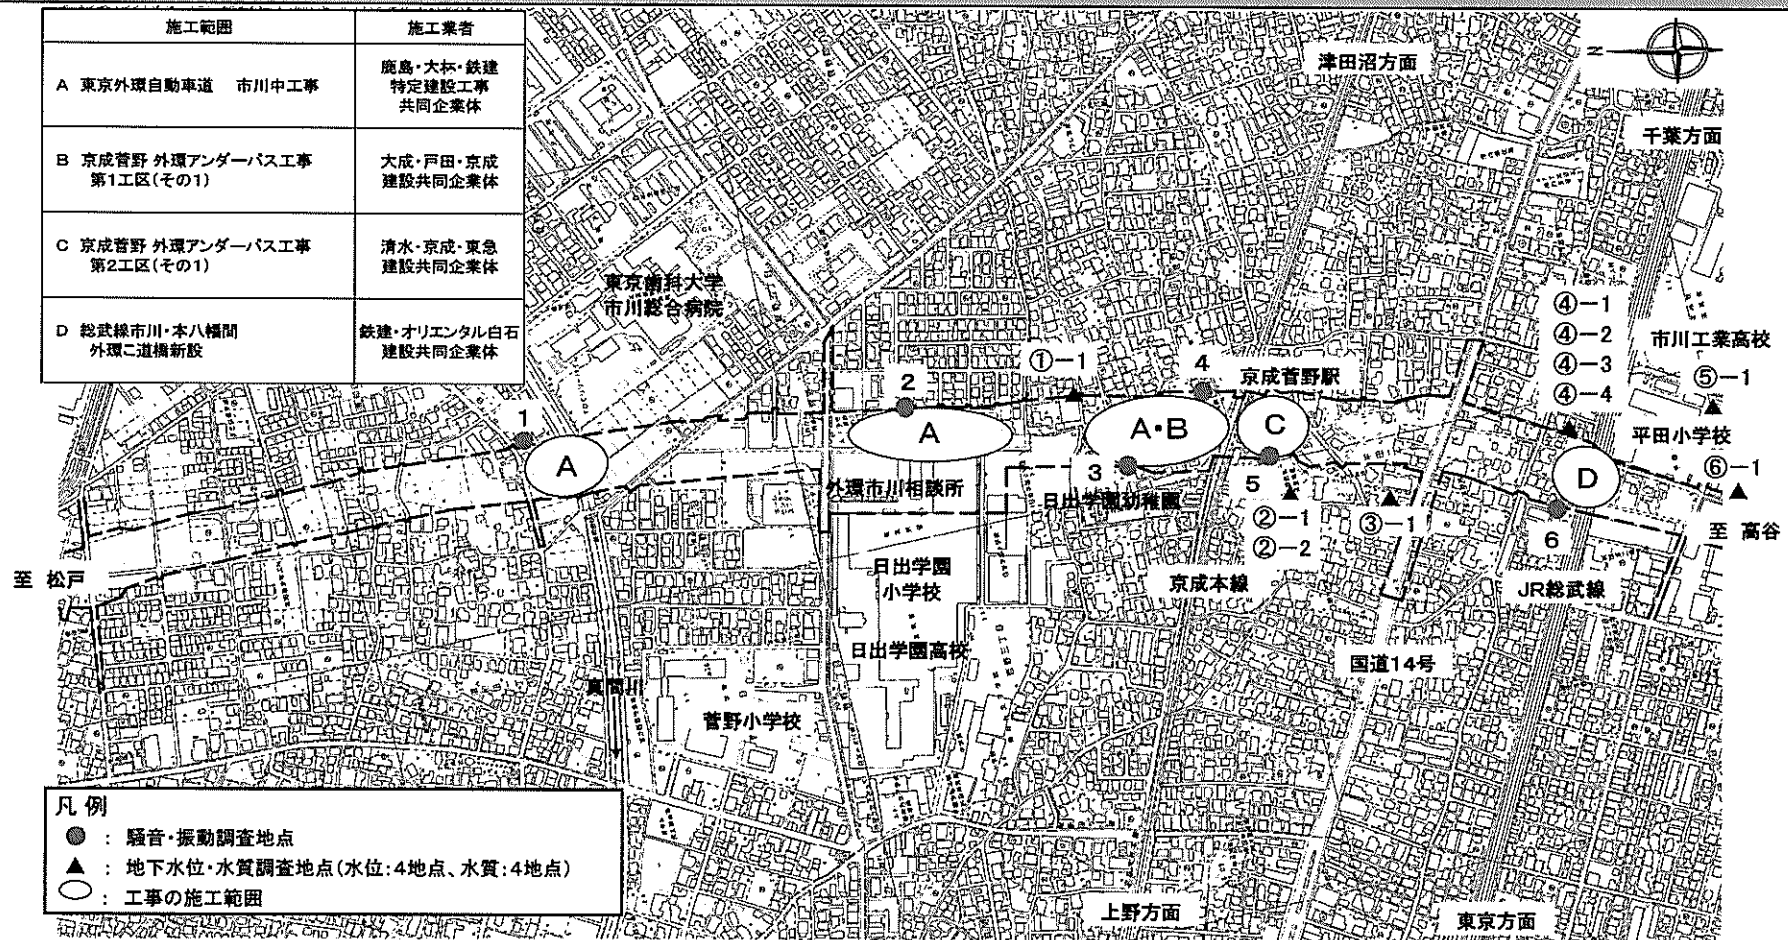 施工範囲
施工業者
A 東京外環自動車道 市川中工事
鹿島・大林・鉄建
特定建設工事
共同企業体
B 京成菅野 外環アンダーパス工事
第1工区(その1)
大成・戸田・京成
建設共同企業体
C 京成菅野 外環アンダーパス工事
第2工区(その1)
清水・京成・東急
建設共同企業体
D 総武線市川・本八幡間
外環こ道橋新設
鉄建・オリエンタル白石
建設共同企業体
津田沼方面
N
千葉方面
東京歯科大学
市川総合病院
④-1
④-2
④-3
④-4
市川工業高校
⑤-1
①-1
2
4
京成菅野駅
1
A
A
A・B
C
平田小学校
⑥-1
D
3
外環市川相談所
日出学園幼稚園
5
②-1
②-2
③-1
6
至 高谷
至 松戸
日出学園
小学校
京成本線
JR総武線
日出学園高校
国道14号
真間川
菅野小学校
凡 例
: 騒音・振動調査地点
: 地下水位・水質調査地点(水位:4地点、水質:4地点)
: 工事の施工範囲
上野方面
東京方面